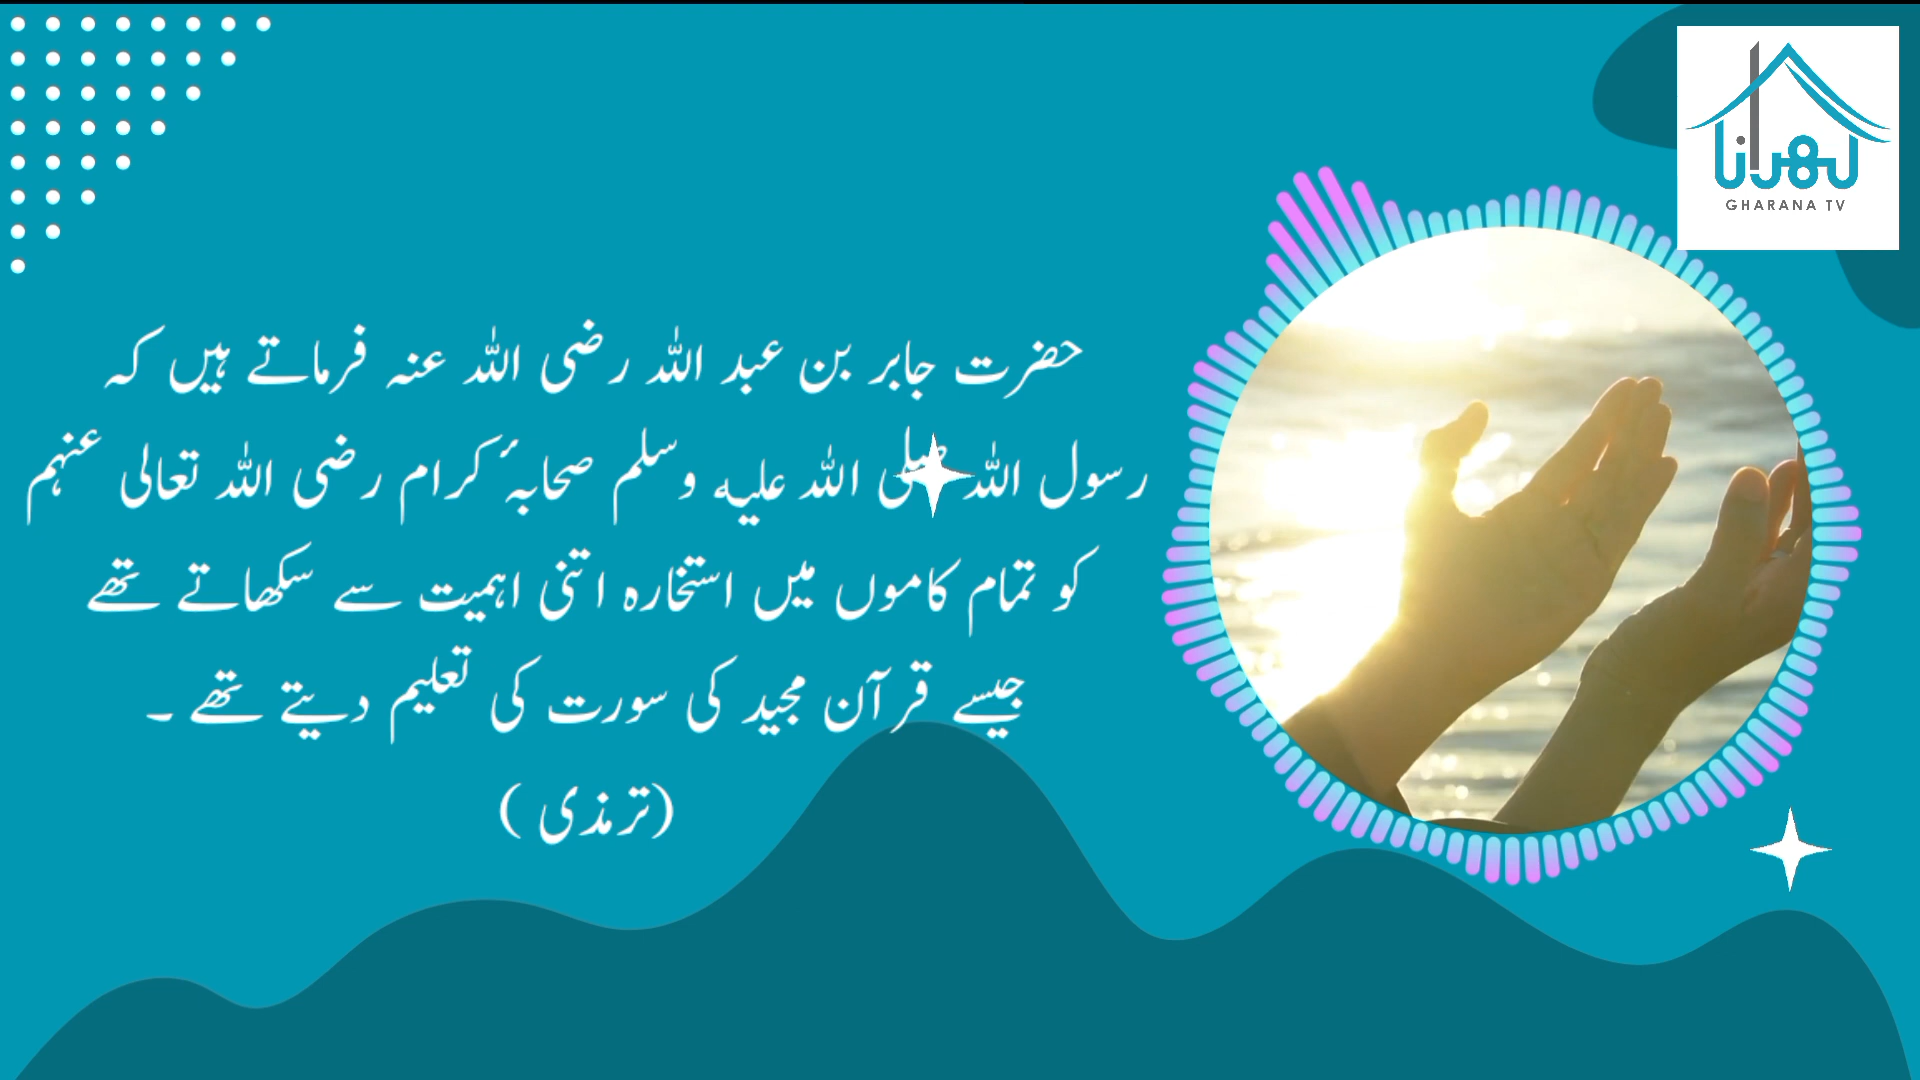 حضرت جابر بن عبد اللہ رضی اللہ عنہ فرماتے ہیں کہ
رسول اللہ صلی اللہ علیہ وسلم صحابۂ کرام رضی اللہ تعالی عنہم
کو تمام کاموں میں استخارہ اتنی اہمیت سے سکھاتے تھے
جیسے قرآن مجید کی سورت کی تعلیم دیتے تھے ۔
(ترمذی )
گھرانا
GHARANA TV